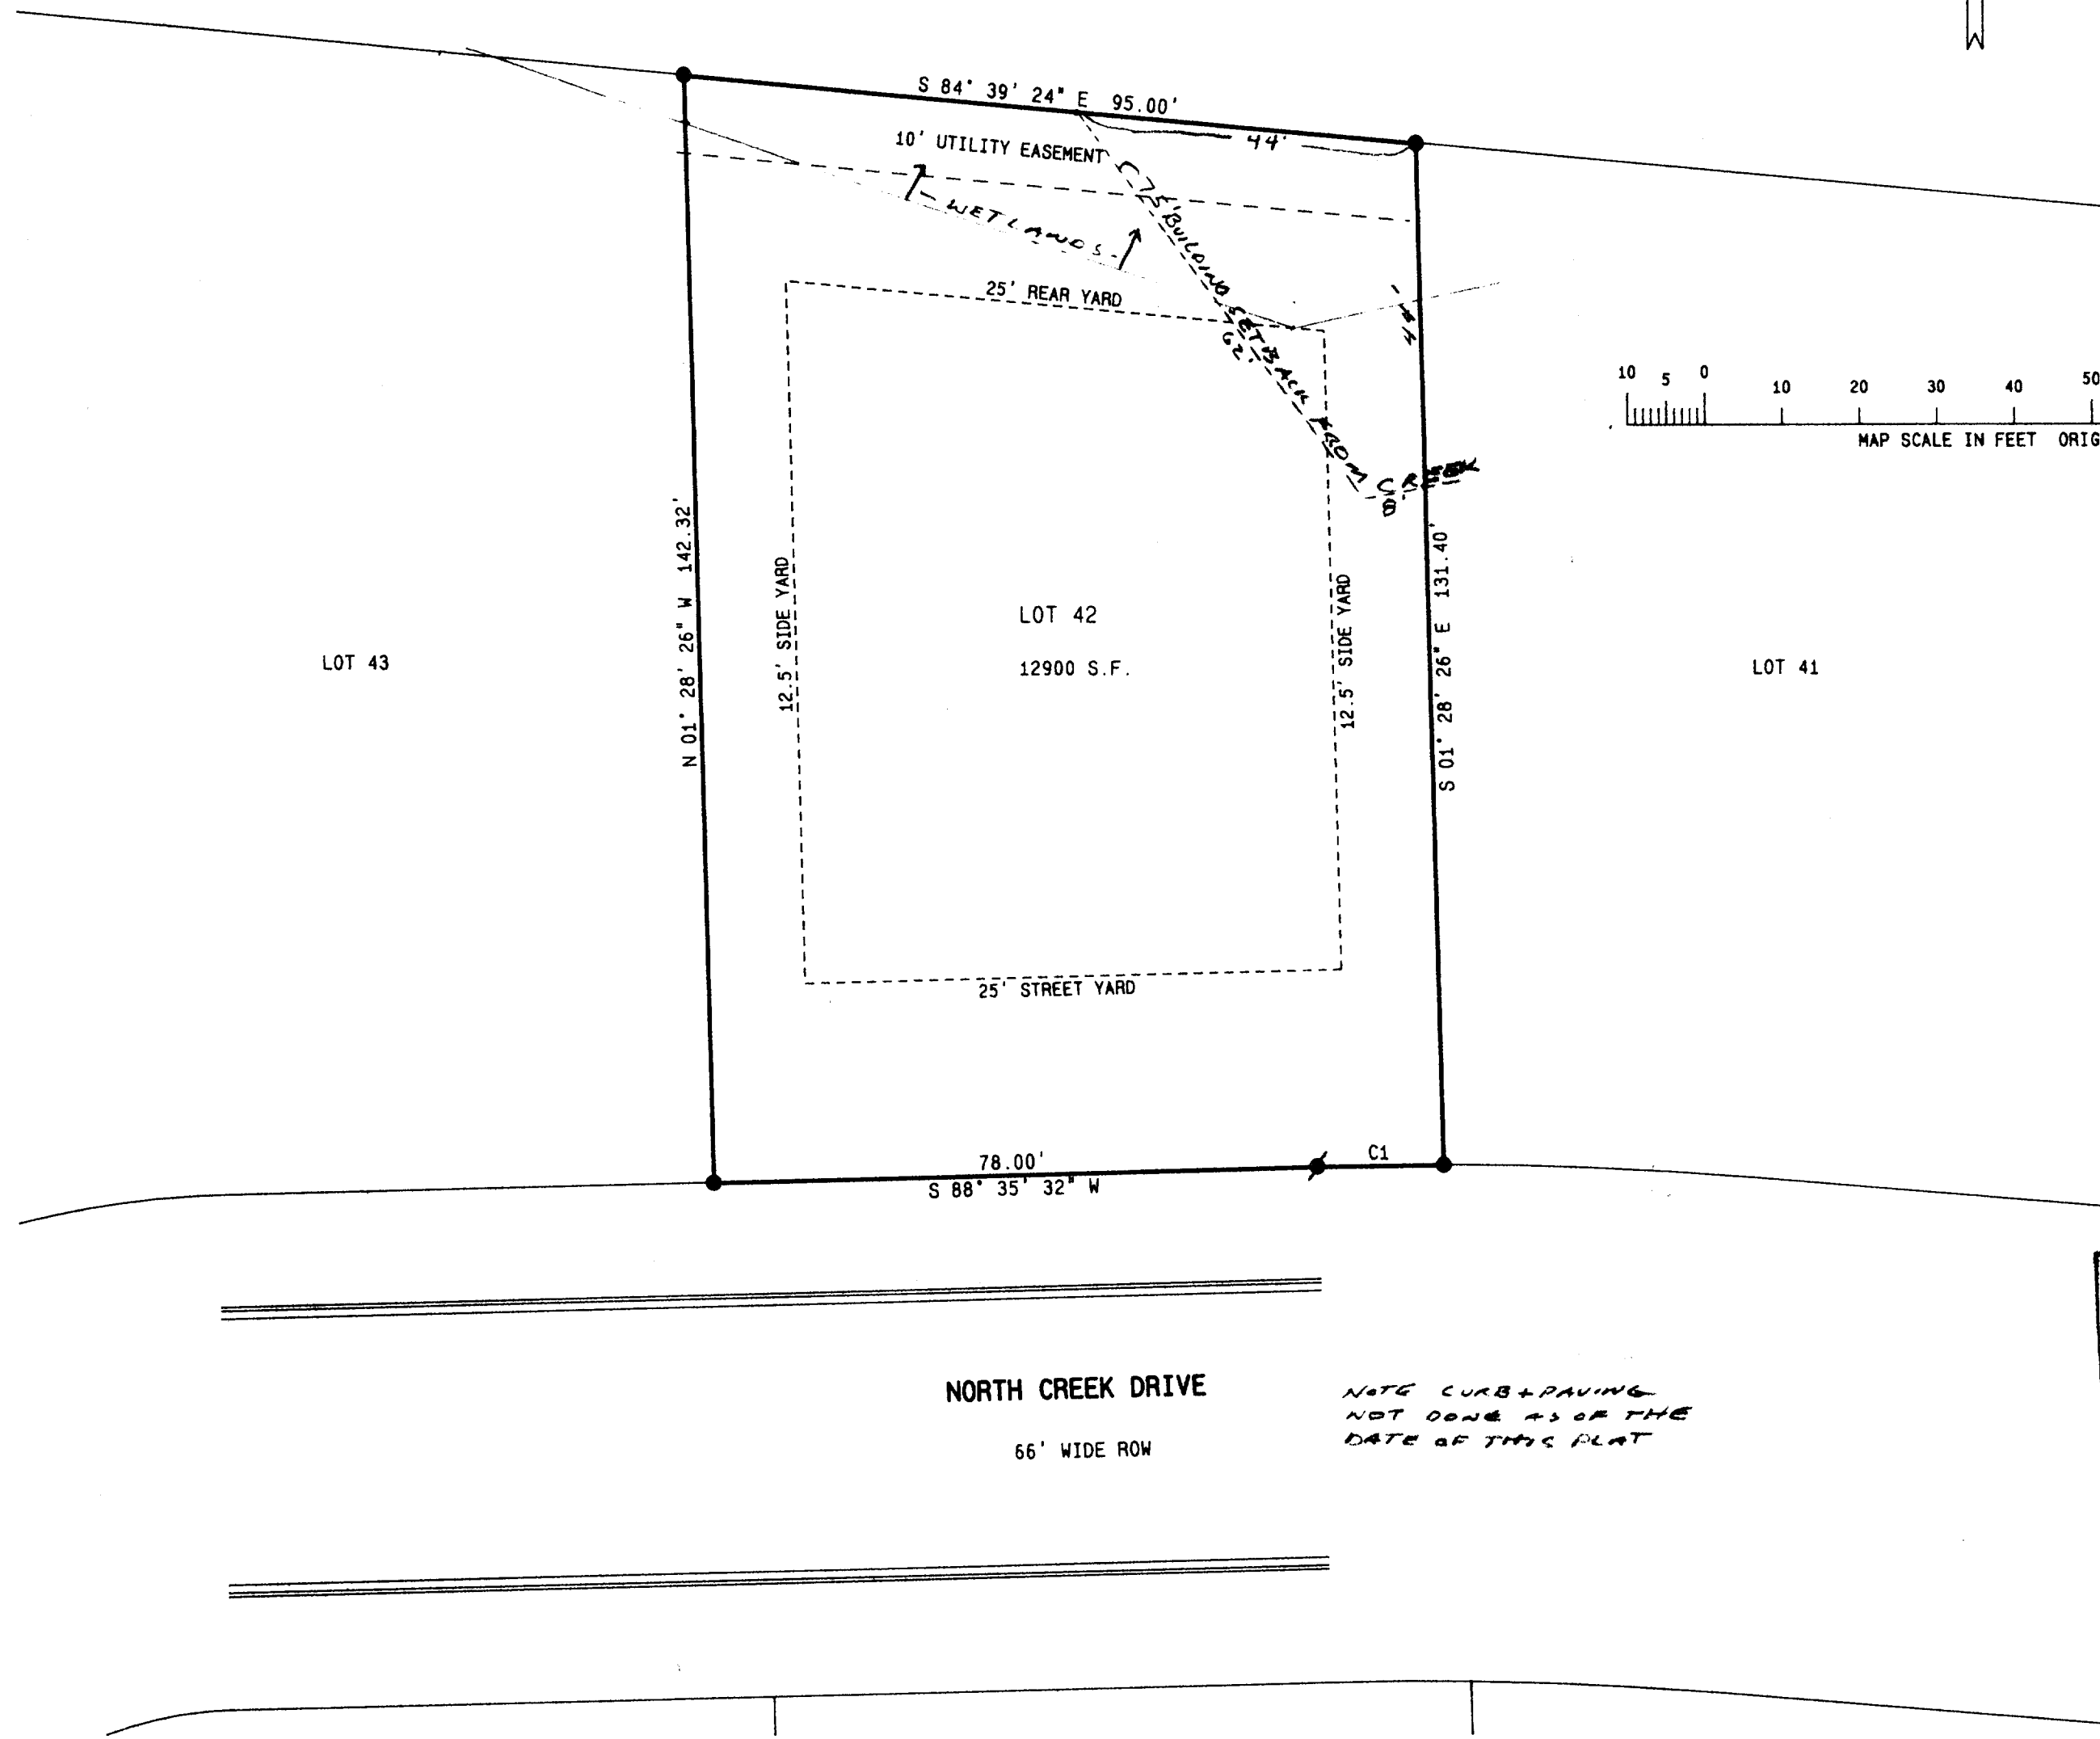 S 84° 39' 24" E 95.00'
44'
10' UTILITY EASEMENT
WETLANDS
75' BUILDING SETBACK FROM CREEK
62'
25' REAR YARD
44'
10 5 0 10 20 30 40 50
MAP SCALE IN FEET ORIG
N 01° 28' 26" W 142.32'
12.5' SIDE YARD
LOT 42
12900 S.F.
12.5' SIDE YARD
S 01° 28' 26" E 131.40'
LOT 43
LOT 41
25' STREET YARD
78.00'
S 88° 35' 32" W
C1
NORTH CREEK DRIVE
66' WIDE ROW
NOTE CURB + PAVING
NOT DONE AS OF THE
DATE OF THIS PLAT